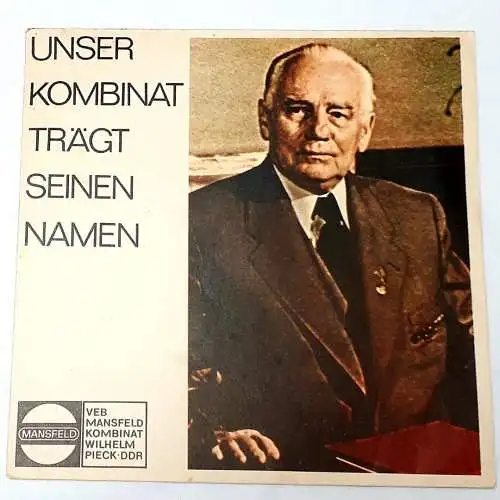 UNSER
KOMBINAT
TRÄGT
SEINEN
NAMEN
MANSFELD
VEB
MANSFELD
KOMBINAT
WILHELM
PIECK·DDR